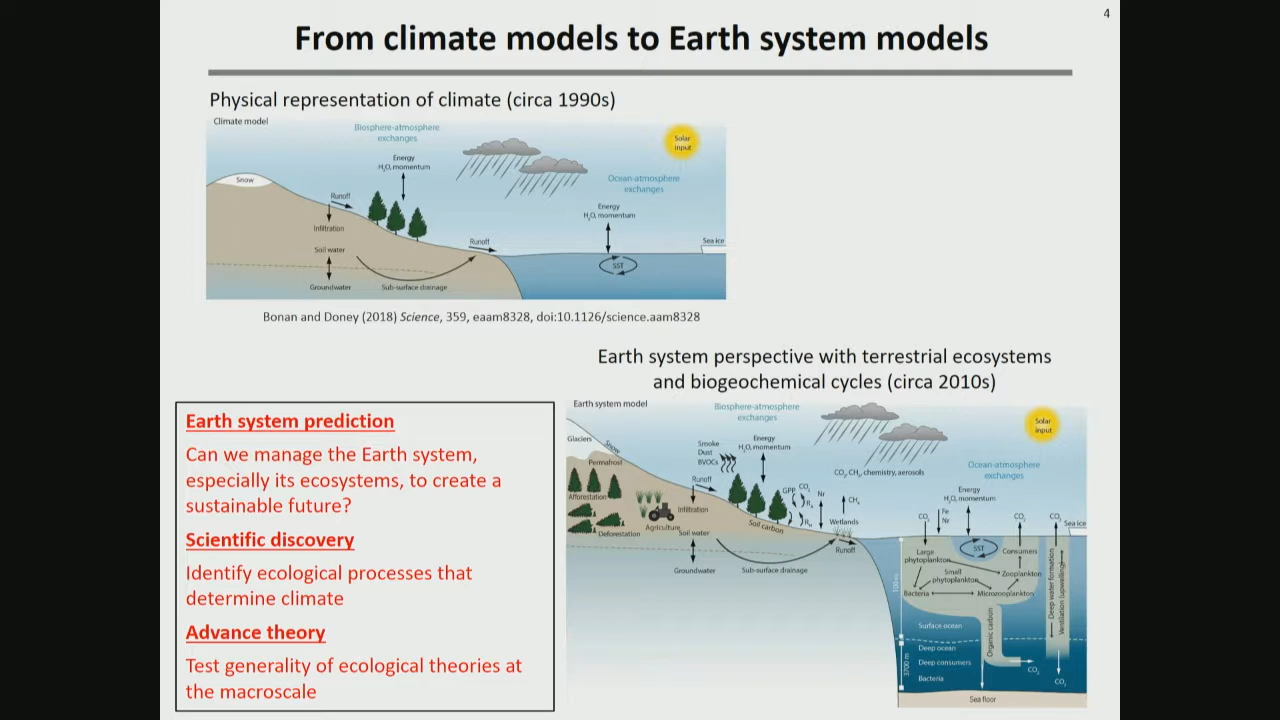 4
From climate models to Earth system models
Physical representation of climate (circa 1990s)
Climate model
Biosphere-atmosphere
exchanges
Solar
input
Energy
H₂O, momentum
Snow
Runoff
Ocean-atmosphere
exchanges
Energy
H₂O, momentum
Infiltration
Soil water
Runoff
Sea ice
SST
Groundwater
Sub-surface drainage
Bonan and Doney (2018) Science, 359, eaam8328, doi:10.1126/science.aam8328
Earth system perspective with terrestrial ecosystems
and biogeochemical cycles (circa 2010s)
Earth system prediction
Can we manage the Earth system,
especially its ecosystems, to create a
sustainable future?
Scientific discovery
Identify ecological processes that
determine climate
Advance theory
Test generality of ecological theories at
the macroscale
Earth system model
Biosphere-atmosphere
exchanges
Solar
input
Glaciers
Snow
Smoke
Dust
BVOCs
Energy
H₂O, momentum
Permafrost
CO₂, CH₄, chemistry, aerosols
Ocean-atmosphere
exchanges
Runoff
GPP
CO₂
Nr
CH₄
Energy
H₂O, momentum
Afforestation
Infiltration
Agriculture
Deforestation
Soil water
Soil carbon
Wetlands
Runoff
CO₂
Fe
Nr
CO₂
CO₂
Sea ice
Groundwater
Sub-surface drainage
SST
Large
phytoplankton
Consumers
Small
phytoplankton
Zooplankton
Bacteria
Microzooplankton
Deep water formation
Ventilation (upwelling)
Organic carbon
Surface ocean
Deep ocean
Deep consumers
Bacteria
3700 m
CO₂
CO₂
Sea floor